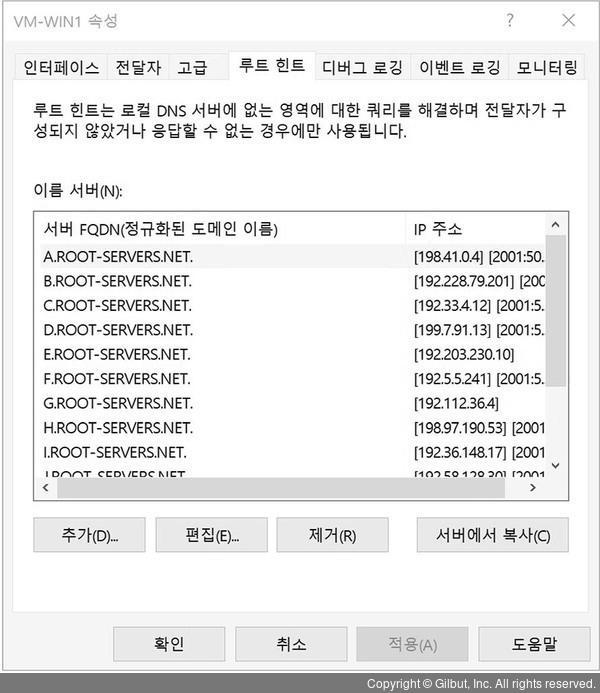 VM-WIN1 속성
인터페이스 전달자 고급 루트 힌트 디버그 로깅 이벤트 로깅 모니터링
루트 힌트는 로컬 DNS 서버에 없는 영역에 대한 쿼리를 해결하며 전달자가 구
성되지 않았거나 응답할 수 없는 경우에만 사용됩니다.
이름 서버(N):
서버 FQDN(정규화된 도메인 이름) IP 주소
A.ROOT-SERVERS.NET. [198.41.0.4] [2001:50.
B.ROOT-SERVERS.NET. [192.228.79.201] [200
C.ROOT-SERVERS.NET. [192.33.4.12] [2001:5.
D.ROOT-SERVERS.NET. [199.7.91.13] [2001:5.
E.ROOT-SERVERS.NET. [192.203.230.10]
F.ROOT-SERVERS.NET. [192.5.5.241] [2001:5.
G.ROOT-SERVERS.NET. [192.112.36.4]
H.ROOT-SERVERS.NET. [198.97.190.53] [2001
I.ROOT-SERVERS.NET. [192.36.148.17] [2001
J.ROOT-SERVERS.NET. [192.58.128.30] [2001
추가(D)... 편집(E)... 제거(R) 서버에서 복사(C)
확인 취소 적용(A) 도움말
Copyright © Gilbut, Inc. All rights reserved.